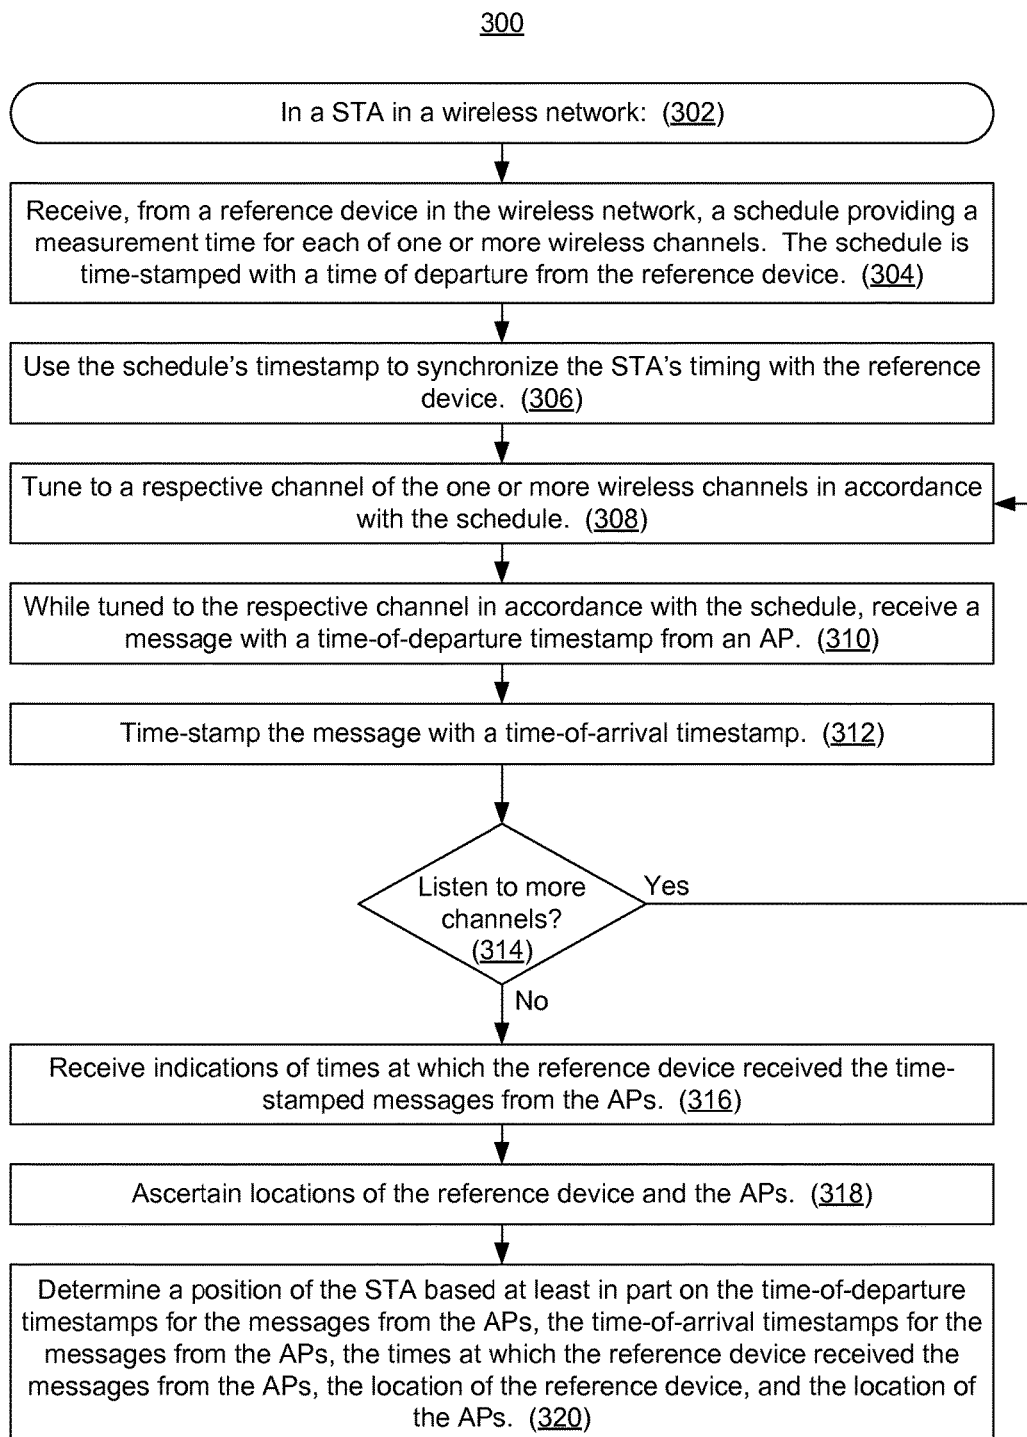 300
In a STA in a wireless network: (302)
Receive, from a reference device in the wireless network, a schedule providing a
measurement time for each of one or more wireless channels. The schedule is
time-stamped with a time of departure from the reference device. (304)
Use the schedule's timestamp to synchronize the STA's timing with the reference
device. (306)
Tune to a respective channel of the one or more wireless channels in accordance
with the schedule. (308)
While tuned to the respective channel in accordance with the schedule, receive a
message with a time-of-departure timestamp from an AP. (310)
Time-stamp the message with a time-of-arrival timestamp. (312)
Listen to more
channels?
(314)
Yes
No
Receive indications of times at which the reference device received the time-
stamped messages from the APs. (316)
Ascertain locations of the reference device and the APs. (318)
Determine a position of the STA based at least in part on the time-of-departure
timestamps for the messages from the APs, the time-of-arrival timestamps for the
messages from the APs, the times at which the reference device received the
messages from the APs, the location of the reference device, and the location of
the APs. (320)